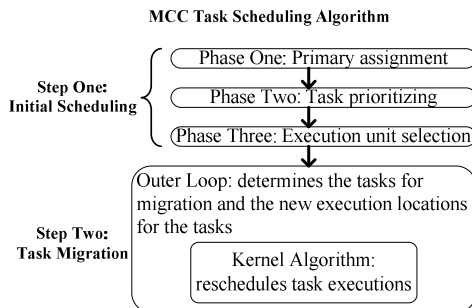 MCC Task Scheduling Algorithm
Step One:
Initial Scheduling
Phase One: Primary assignment
Phase Two: Task prioritizing
Phase Three: Execution unit selection
Step Two:
Task Migration
Outer Loop: determines the tasks for
migration and the new execution locations
for the tasks
Kernel Algorithm:
reschedules task executions